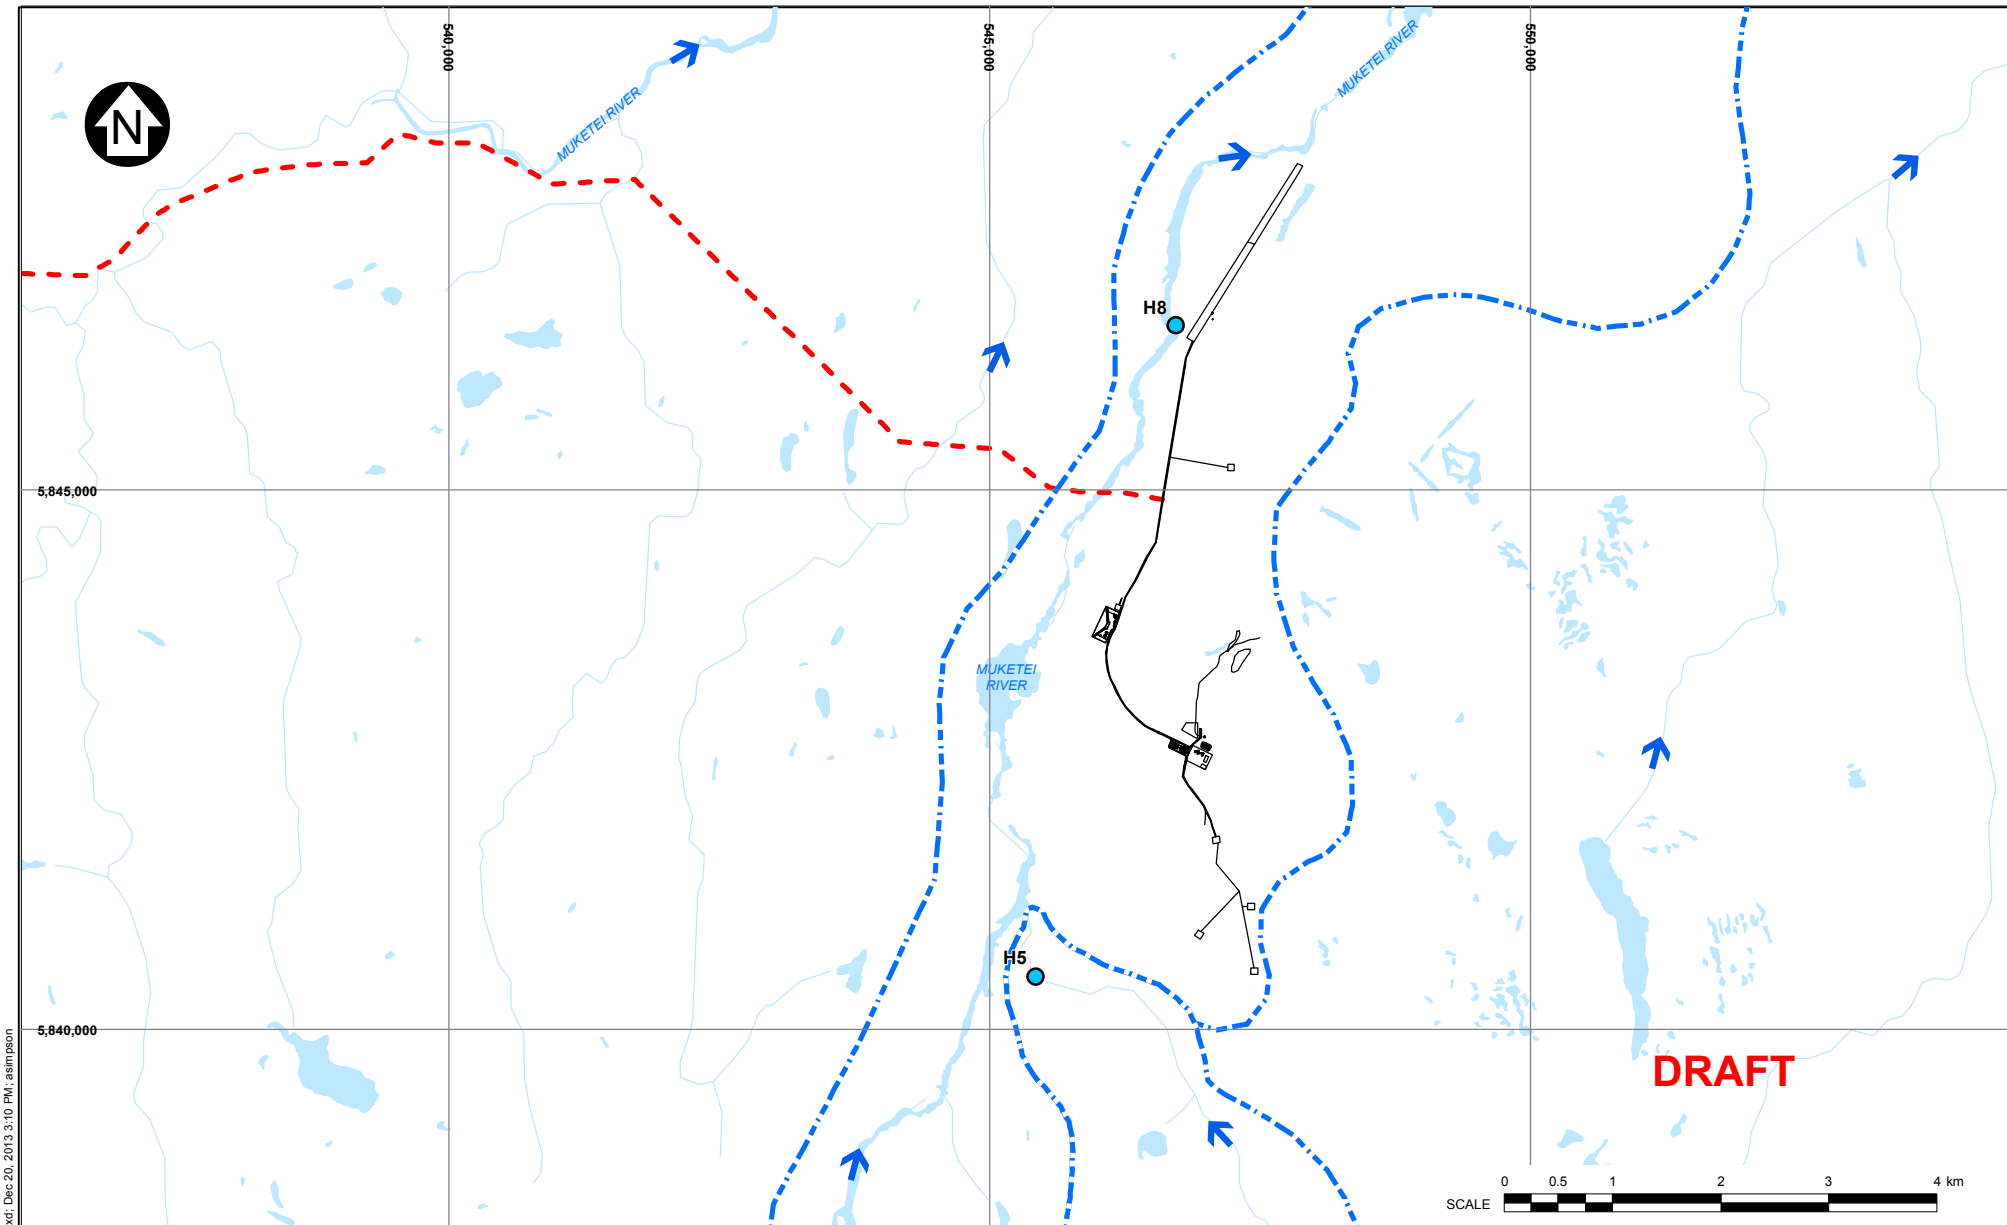 540,000
545,000
550,000
MUKETEI RIVER
MUKETEI RIVER
N
H8
5,845,000
MUKETEI
RIVER
H5
5,840,000
DRAFT
xd; Dec 20, 2013 3:10 PM; asimpson
0 0.5 1 2 3 4 km
SCALE